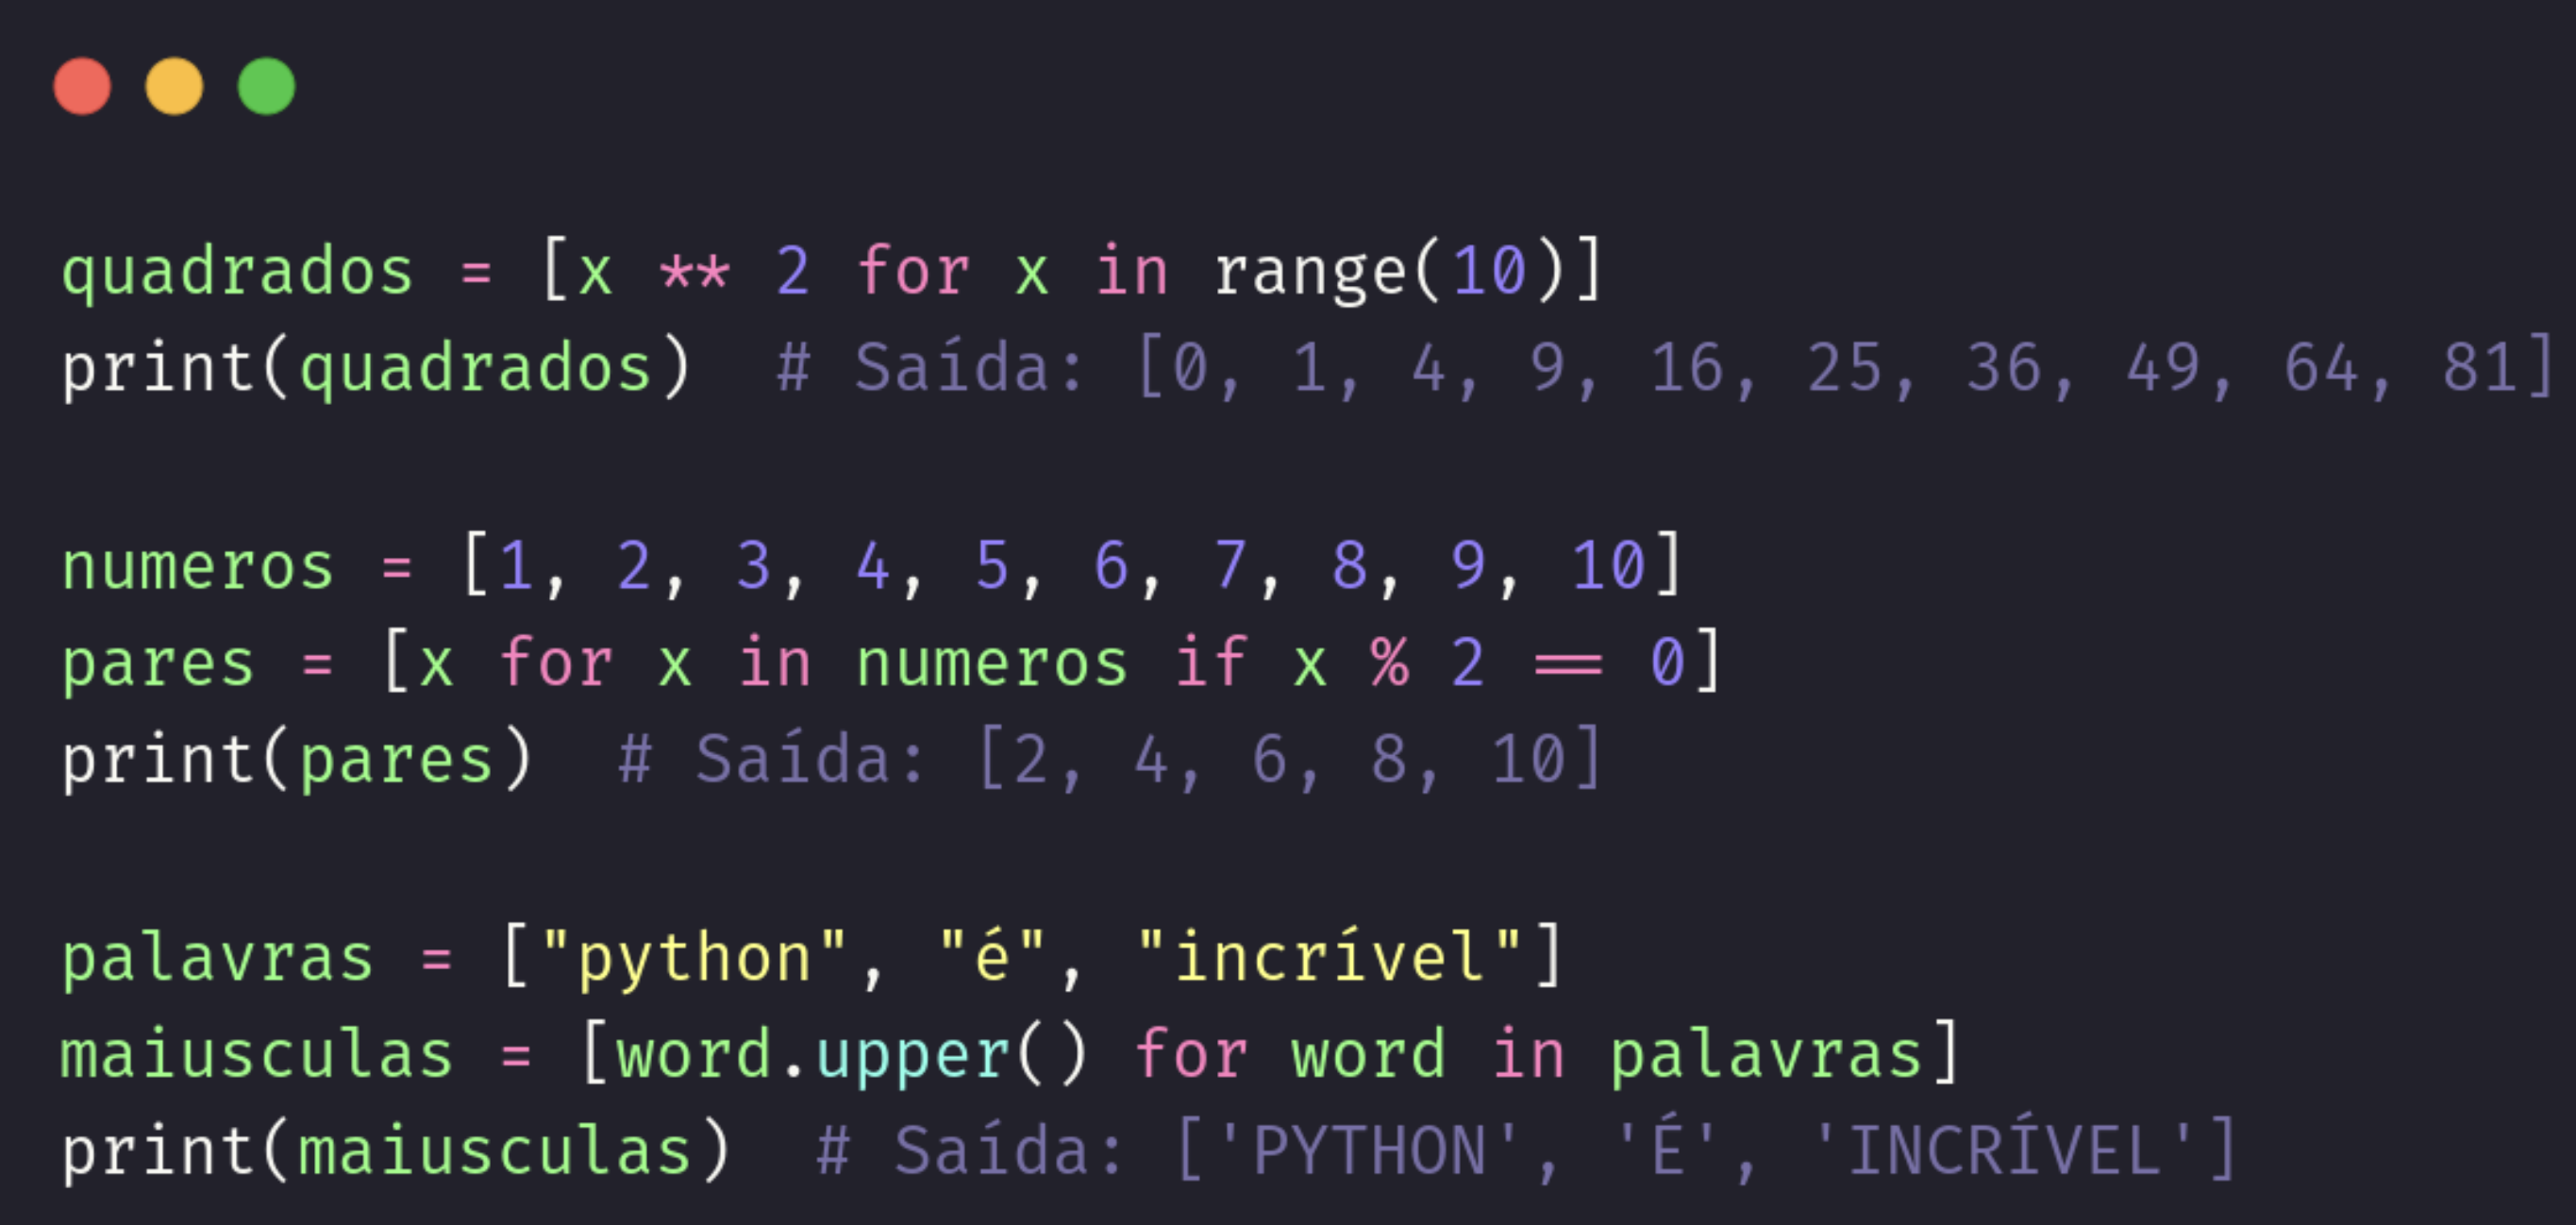 quadrados = [x ** 2 for x in range(10)]
print(quadrados)  # Saída: [0, 1, 4, 9, 16, 25, 36, 49, 64, 81]
numeros = [1, 2, 3, 4, 5, 6, 7, 8, 9, 10]
pares = [x for x in numeros if x % 2 == 0]
print(pares)  # Saída: [2, 4, 6, 8, 10]
palavras = ["python", "é", "incrível"]
maiusculas = [word.upper() for word in palavras]
print(maiusculas)  # Saída: ['PYTHON', 'É', 'INCRÍVEL']